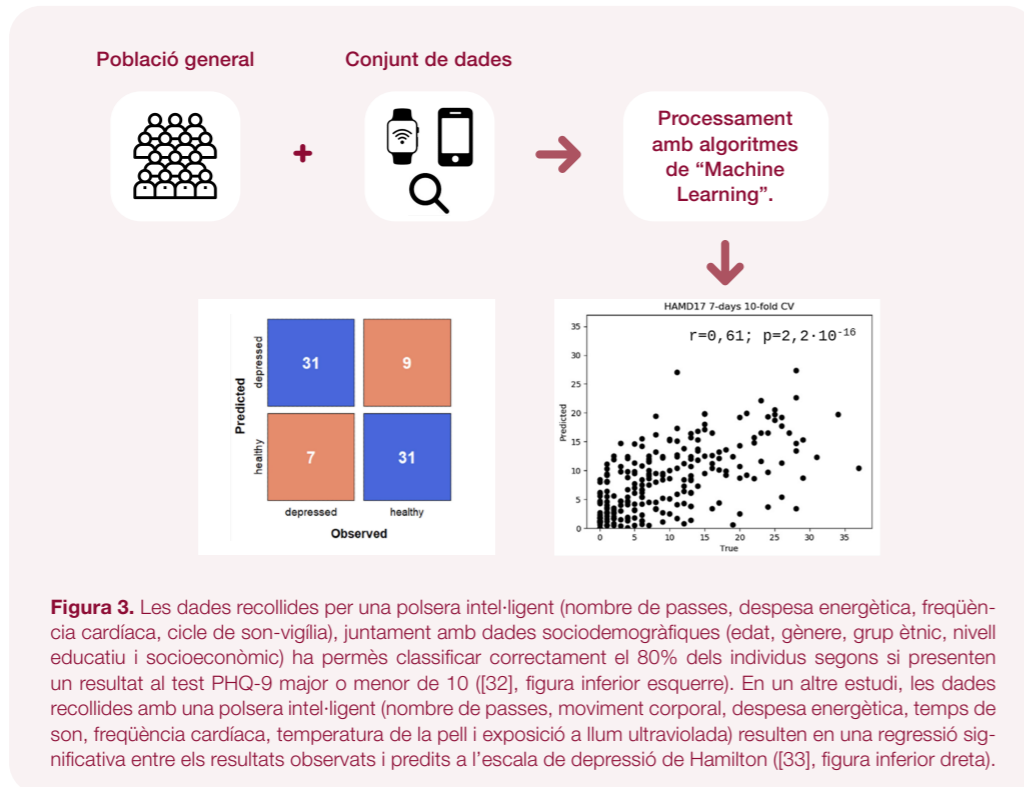 Població general
Conjunt de dades
+
Processament
amb algoritmes
de “Machine
Learning”.
Predicted
depressed
healthy
31
9
7
31
depressed
healthy
Observed
HAMD17 7-days 10-fold CV
r=0,61; p=2,2·10⁻¹⁶
Predicted
35
30
25
20
15
10
5
0
0 5 10 15 20 25 30 35
True
Figura 3. Les dades recollides per una polsera intel·ligent (nombre de passes, despesa energètica, freqüèn-
cia cardíaca, cicle de son-vigília), juntament amb dades sociodemogràfiques (edat, gènere, grup ètnic, nivell
educatiu i socioeconòmic) ha permès classificar correctament el 80% dels individus segons si presenten
un resultat al test PHQ-9 major o menor de 10 ([32], figura inferior esquerre). En un altre estudi, les dades
recollides amb una polsera intel·ligent (nombre de passes, moviment corporal, despesa energètica, temps de
son, freqüència cardíaca, temperatura de la pell i exposició a llum ultraviolada) resulten en una regressió sig-
nificativa entre els resultats observats i predits a l’escala de depressió de Hamilton ([33], figura inferior dreta).